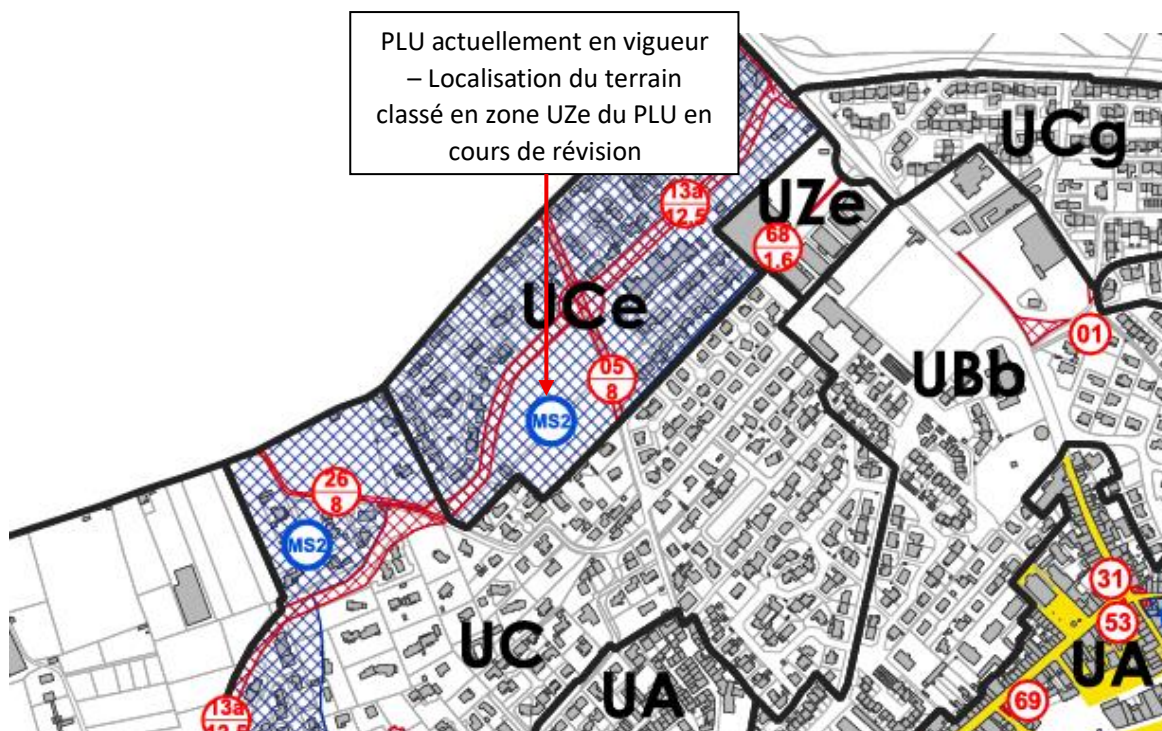 PLU actuellement en vigueur
– Localisation du terrain
classé en zone UZe du PLU en
cours de révision
UCg
13a
12,5
UZe
68
1,6
UCe
01
05
8
UBb
MS2
26
8
MS2
31
53
UC
UA
UA
69
13a
12,5